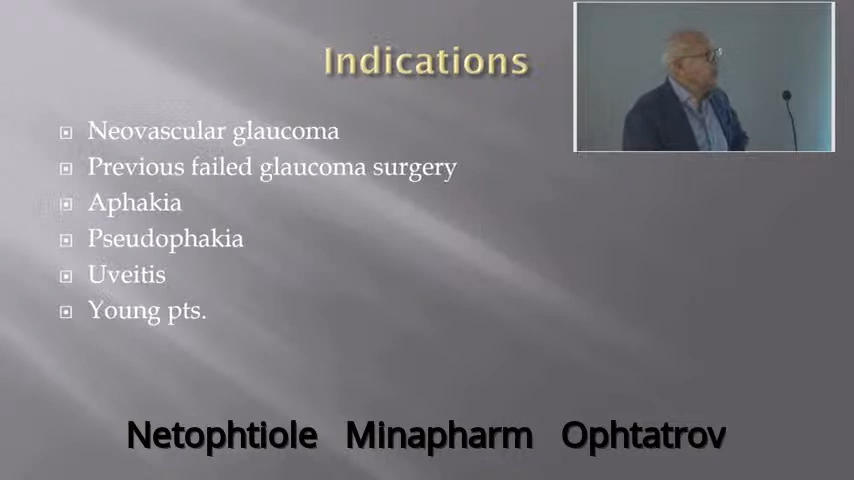 Indications
Neovascular glaucoma
Previous failed glaucoma surgery
Aphakia
Pseudophakia
Uveitis
Young pts.
Netophtiole Minapharm Ophtatrov